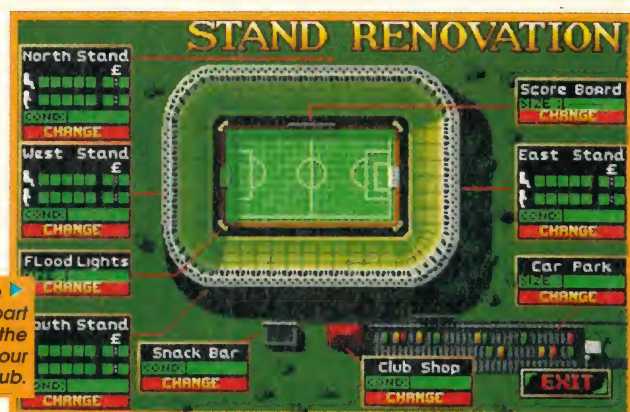 STAND RENOVATION
North Stand
£
COND:
CHANGE
West Stand
£
COND:
CHANGE
Flood Lights
CHANGE
South Stand
COND:
CHANGE
Snack Bar
COND:
CHANGE
Club Shop
COND:
CHANGE
Score Board
SIZE
CHANGE
East Stand
£
COND:
CHANGE
Car Park
SIZE
CHANGE
EXIT
part
the
our
ub.